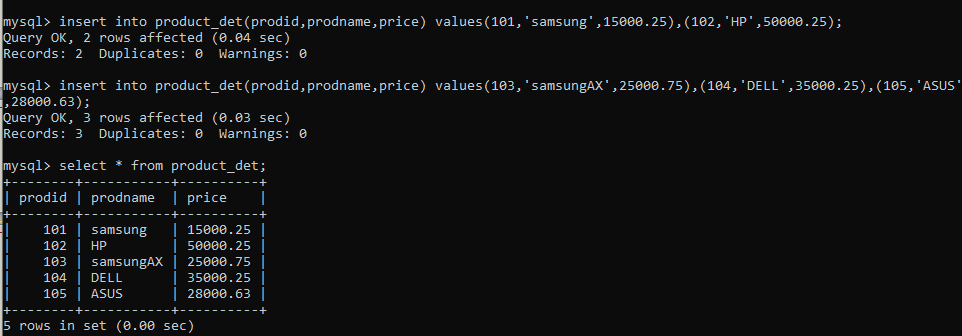 mysql> insert into product_det(prodid,prodname,price) values(101,'samsung',15000.25),(102,'HP',50000.25);
Query OK, 2 rows affected (0.04 sec)
Records: 2  Duplicates: 0  Warnings: 0
mysql> insert into product_det(prodid,prodname,price) values(103,'samsungAX',25000.75),(104,'DELL',35000.25),(105,'ASUS'
,28000.63);
Query OK, 3 rows affected (0.03 sec)
Records: 3  Duplicates: 0  Warnings: 0
mysql> select * from product_det;
+--------+-----------+----------+
| prodid | prodname  | price    |
+--------+-----------+----------+
|    101 | samsung   | 15000.25 |
|    102 | HP        | 50000.25 |
|    103 | samsungAX | 25000.75 |
|    104 | DELL      | 35000.25 |
|    105 | ASUS      | 28000.63 |
+--------+-----------+----------+
5 rows in set (0.00 sec)